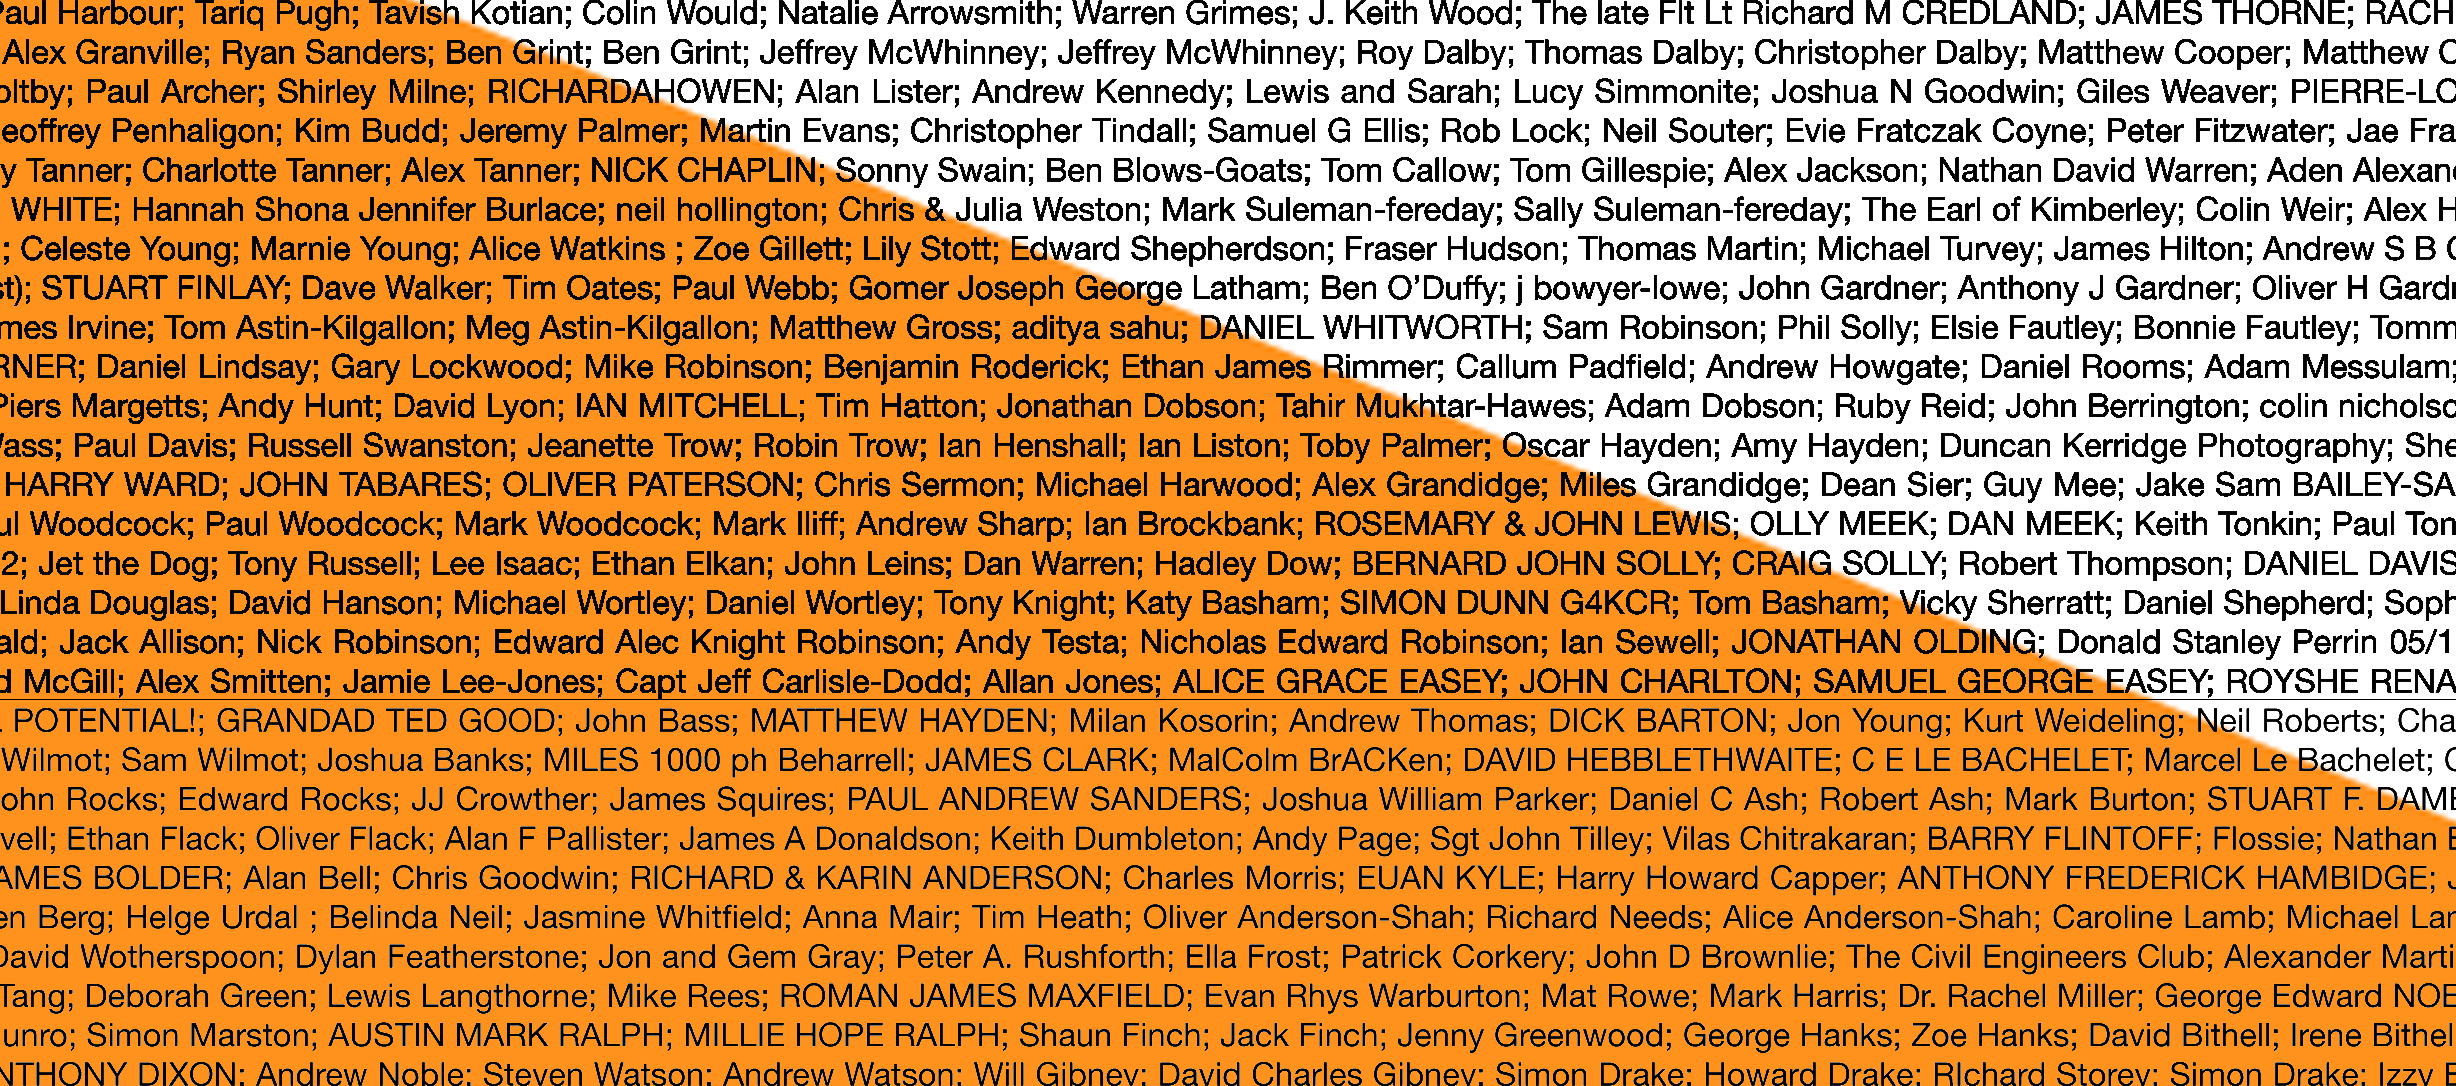 Paul Harbour; Tariq Pugh; Tavish Kotian; Colin Would; Natalie Arrowsmith; Warren Grimes; J. Keith Wood; The late Flt Lt Richard M CREDLAND; JAMES THORNE; RACH
Alex Granville; Ryan Sanders; Ben Grint; Ben Grint; Jeffrey McWhinney; Jeffrey McWhinney; Roy Dalby; Thomas Dalby; Christopher Dalby; Matthew Cooper; Matthew C
oltby; Paul Archer; Shirley Milne; RICHARDAHOWEN; Alan Lister; Andrew Kennedy; Lewis and Sarah; Lucy Simmonite; Joshua N Goodwin; Giles Weaver; PIERRE-LO
eoffrey Penhaligon; Kim Budd; Jeremy Palmer; Martin Evans; Christopher Tindall; Samuel G Ellis; Rob Lock; Neil Souter; Evie Fratczak Coyne; Peter Fitzwater; Jae Fra
y Tanner; Charlotte Tanner; Alex Tanner; NICK CHAPLIN; Sonny Swain; Ben Blows-Goats; Tom Callow; Tom Gillespie; Alex Jackson; Nathan David Warren; Aden Alexan
WHITE; Hannah Shona Jennifer Burlace; neil hollington; Chris & Julia Weston; Mark Suleman-fereday; Sally Suleman-fereday; The Earl of Kimberley; Colin Weir; Alex H
; Celeste Young; Marnie Young; Alice Watkins ; Zoe Gillett; Lily Stott; Edward Shepherdson; Fraser Hudson; Thomas Martin; Michael Turvey; James Hilton; Andrew S B C
st); STUART FINLAY; Dave Walker; Tim Oates; Paul Webb; Gomer Joseph George Latham; Ben O’Duffy; j bowyer-lowe; John Gardner; Anthony J Gardner; Oliver H Gardn
mes Irvine; Tom Astin-Kilgallon; Meg Astin-Kilgallon; Matthew Gross; aditya sahu; DANIEL WHITWORTH; Sam Robinson; Phil Solly; Elsie Fautley; Bonnie Fautley; Tomm
RNER; Daniel Lindsay; Gary Lockwood; Mike Robinson; Benjamin Roderick; Ethan James Rimmer; Callum Padfield; Andrew Howgate; Daniel Rooms; Adam Messulam;
Piers Margetts; Andy Hunt; David Lyon; IAN MITCHELL; Tim Hatton; Jonathan Dobson; Tahir Mukhtar-Hawes; Adam Dobson; Ruby Reid; John Berrington; colin nicholso
Wass; Paul Davis; Russell Swanston; Jeanette Trow; Robin Trow; Ian Henshall; Ian Liston; Toby Palmer; Oscar Hayden; Amy Hayden; Duncan Kerridge Photography; She
HARRY WARD; JOHN TABARES; OLIVER PATERSON; Chris Sermon; Michael Harwood; Alex Grandidge; Miles Grandidge; Dean Sier; Guy Mee; Jake Sam BAILEY-SA
ul Woodcock; Paul Woodcock; Mark Woodcock; Mark Iliff; Andrew Sharp; Ian Brockbank; ROSEMARY & JOHN LEWIS; OLLY MEEK; DAN MEEK; Keith Tonkin; Paul Ton
2; Jet the Dog; Tony Russell; Lee Isaac; Ethan Elkan; John Leins; Dan Warren; Hadley Dow; BERNARD JOHN SOLLY; CRAIG SOLLY; Robert Thompson; DANIEL DAVIS
Linda Douglas; David Hanson; Michael Wortley; Daniel Wortley; Tony Knight; Katy Basham; SIMON DUNN G4KCR; Tom Basham; Vicky Sherratt; Daniel Shepherd; Soph
ald; Jack Allison; Nick Robinson; Edward Alec Knight Robinson; Andy Testa; Nicholas Edward Robinson; Ian Sewell; JONATHAN OLDING; Donald Stanley Perrin 05/1
d McGill; Alex Smitten; Jamie Lee-Jones; Capt Jeff Carlisle-Dodd; Allan Jones; ALICE GRACE EASEY; JOHN CHARLTON; SAMUEL GEORGE EASEY; ROYSHE RENA
POTENTIAL!; GRANDAD TED GOOD; John Bass; MATTHEW HAYDEN; Milan Kosorin; Andrew Thomas; DICK BARTON; Jon Young; Kurt Weideling; Neil Roberts; Cha
Wilmot; Sam Wilmot; Joshua Banks; MILES 1000 ph Beharrell; JAMES CLARK; MalColm BrACKen; DAVID HEBBLETHWAITE; C E LE BACHELET; Marcel Le Bachelet; C
ohn Rocks; Edward Rocks; JJ Crowther; James Squires; PAUL ANDREW SANDERS; Joshua William Parker; Daniel C Ash; Robert Ash; Mark Burton; STUART F. DAME
vell; Ethan Flack; Oliver Flack; Alan F Pallister; James A Donaldson; Keith Dumbleton; Andy Page; Sgt John Tilley; Vilas Chitrakaran; BARRY FLINTOFF; Flossie; Nathan E
AMES BOLDER; Alan Bell; Chris Goodwin; RICHARD & KARIN ANDERSON; Charles Morris; EUAN KYLE; Harry Howard Capper; ANTHONY FREDERICK HAMBIDGE; J
en Berg; Helge Urdal ; Belinda Neil; Jasmine Whitfield; Anna Mair; Tim Heath; Oliver Anderson-Shah; Richard Needs; Alice Anderson-Shah; Caroline Lamb; Michael Lam
David Wotherspoon; Dylan Featherstone; Jon and Gem Gray; Peter A. Rushforth; Ella Frost; Patrick Corkery; John D Brownlie; The Civil Engineers Club; Alexander Marti
Tang; Deborah Green; Lewis Langthorne; Mike Rees; ROMAN JAMES MAXFIELD; Evan Rhys Warburton; Mat Rowe; Mark Harris; Dr. Rachel Miller; George Edward NOE
unro; Simon Marston; AUSTIN MARK RALPH; MILLIE HOPE RALPH; Shaun Finch; Jack Finch; Jenny Greenwood; George Hanks; Zoe Hanks; David Bithell; Irene Bithel
NTHONY DIXON; Andrew Noble; Steven Watson; Andrew Watson; Will Gibney; David Charles Gibney; Simon Drake; Howard Drake; RIchard Storey; Simon Drake; Izzy